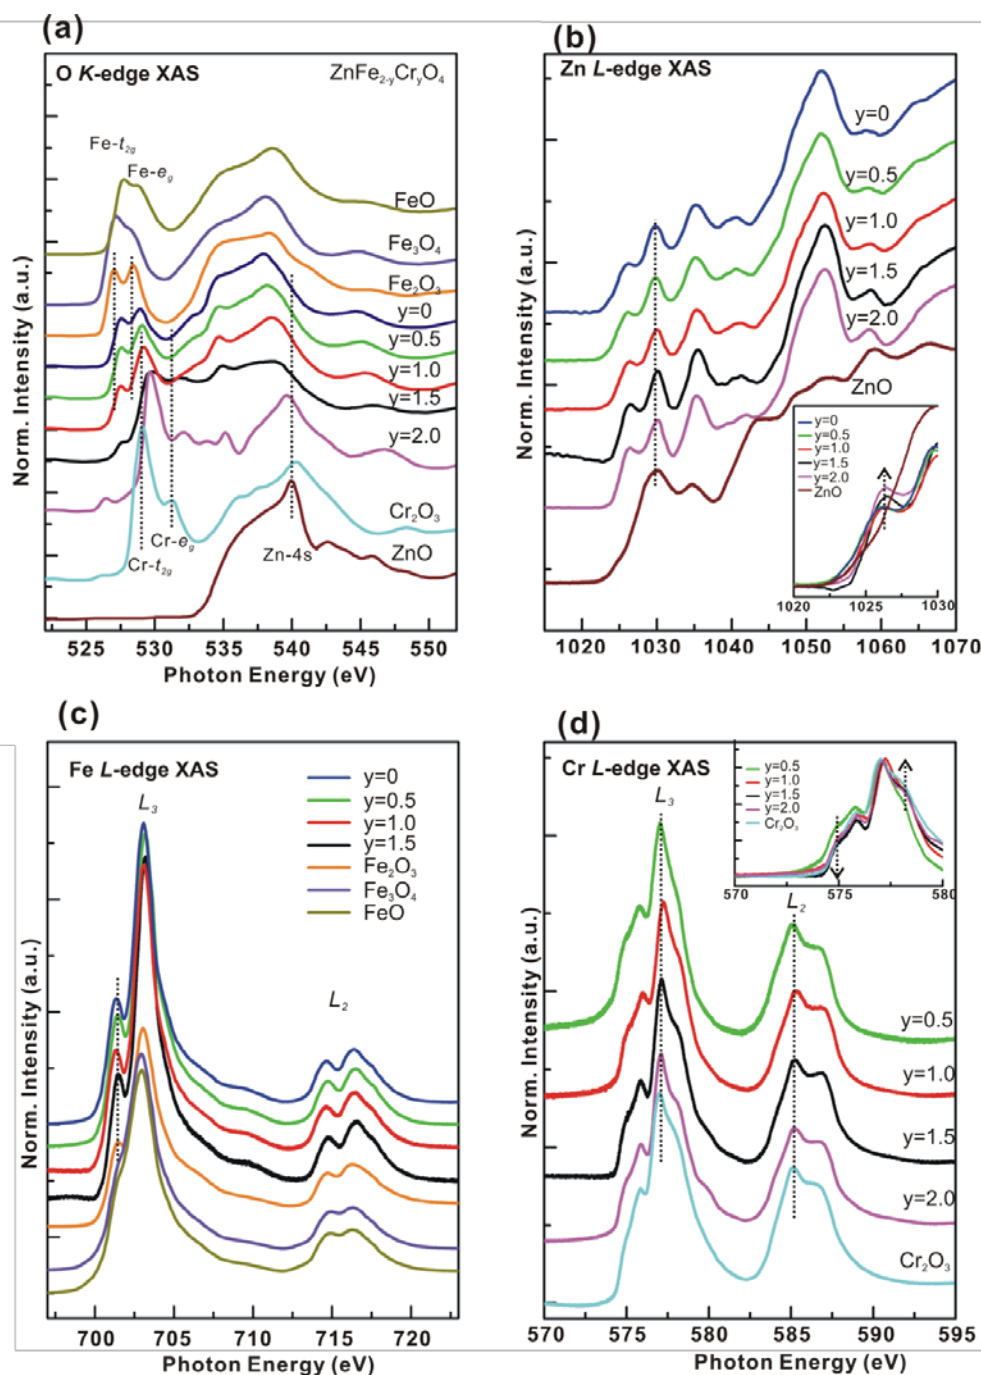 (a)
O K-edge XAS
ZnFe₂₋yCryO₄
Fe-t₂g
Fe-eg
FeO
Fe₃O₄
Fe₂O₃
y=0
y=0.5
y=1.0
y=1.5
y=2.0
Cr₂O₃
Cr-eg
Cr-t₂g
Zn-4s
ZnO
Norm. Intensity (a.u.)
525 530 535 540 545 550
Photon Energy (eV)
(b)
Zn L-edge XAS
y=0
y=0.5
y=1.0
y=1.5
y=2.0
ZnO
y=0
y=0.5
y=1.0
y=1.5
y=2.0
ZnO
1020 1025 1030
Norm. Intensity (a.u.)
1020 1030 1040 1050 1060 1070
Photon Energy (eV)
(c)
Fe L-edge XAS
L₃
y=0
y=0.5
y=1.0
y=1.5
Fe₂O₃
Fe₃O₄
FeO
L₂
Norm. Intensity (a.u.)
700 705 710 715 720
Photon Energy (eV)
(d)
Cr L-edge XAS
L₃
y=0.5
y=1.0
y=1.5
y=2.0
Cr₂O₃
570 575 580
L₂
y=0.5
y=1.0
y=1.5
y=2.0
Cr₂O₃
Norm. Intensity (a.u.)
570 575 580 585 590 595
Photon Energy (eV)